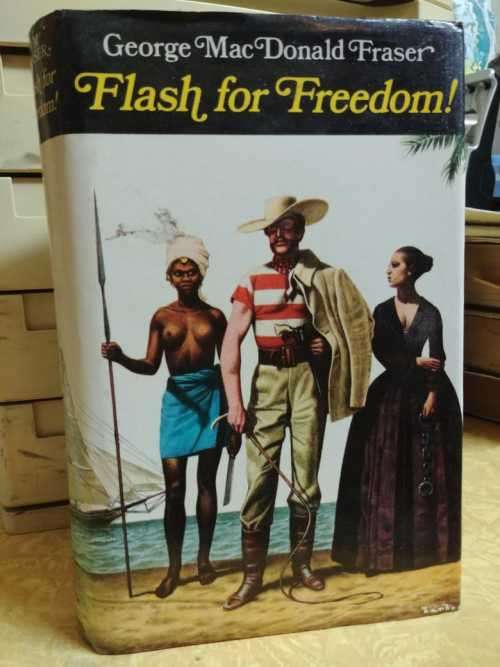 George MacDonald Fraser
Flash for Freedom!